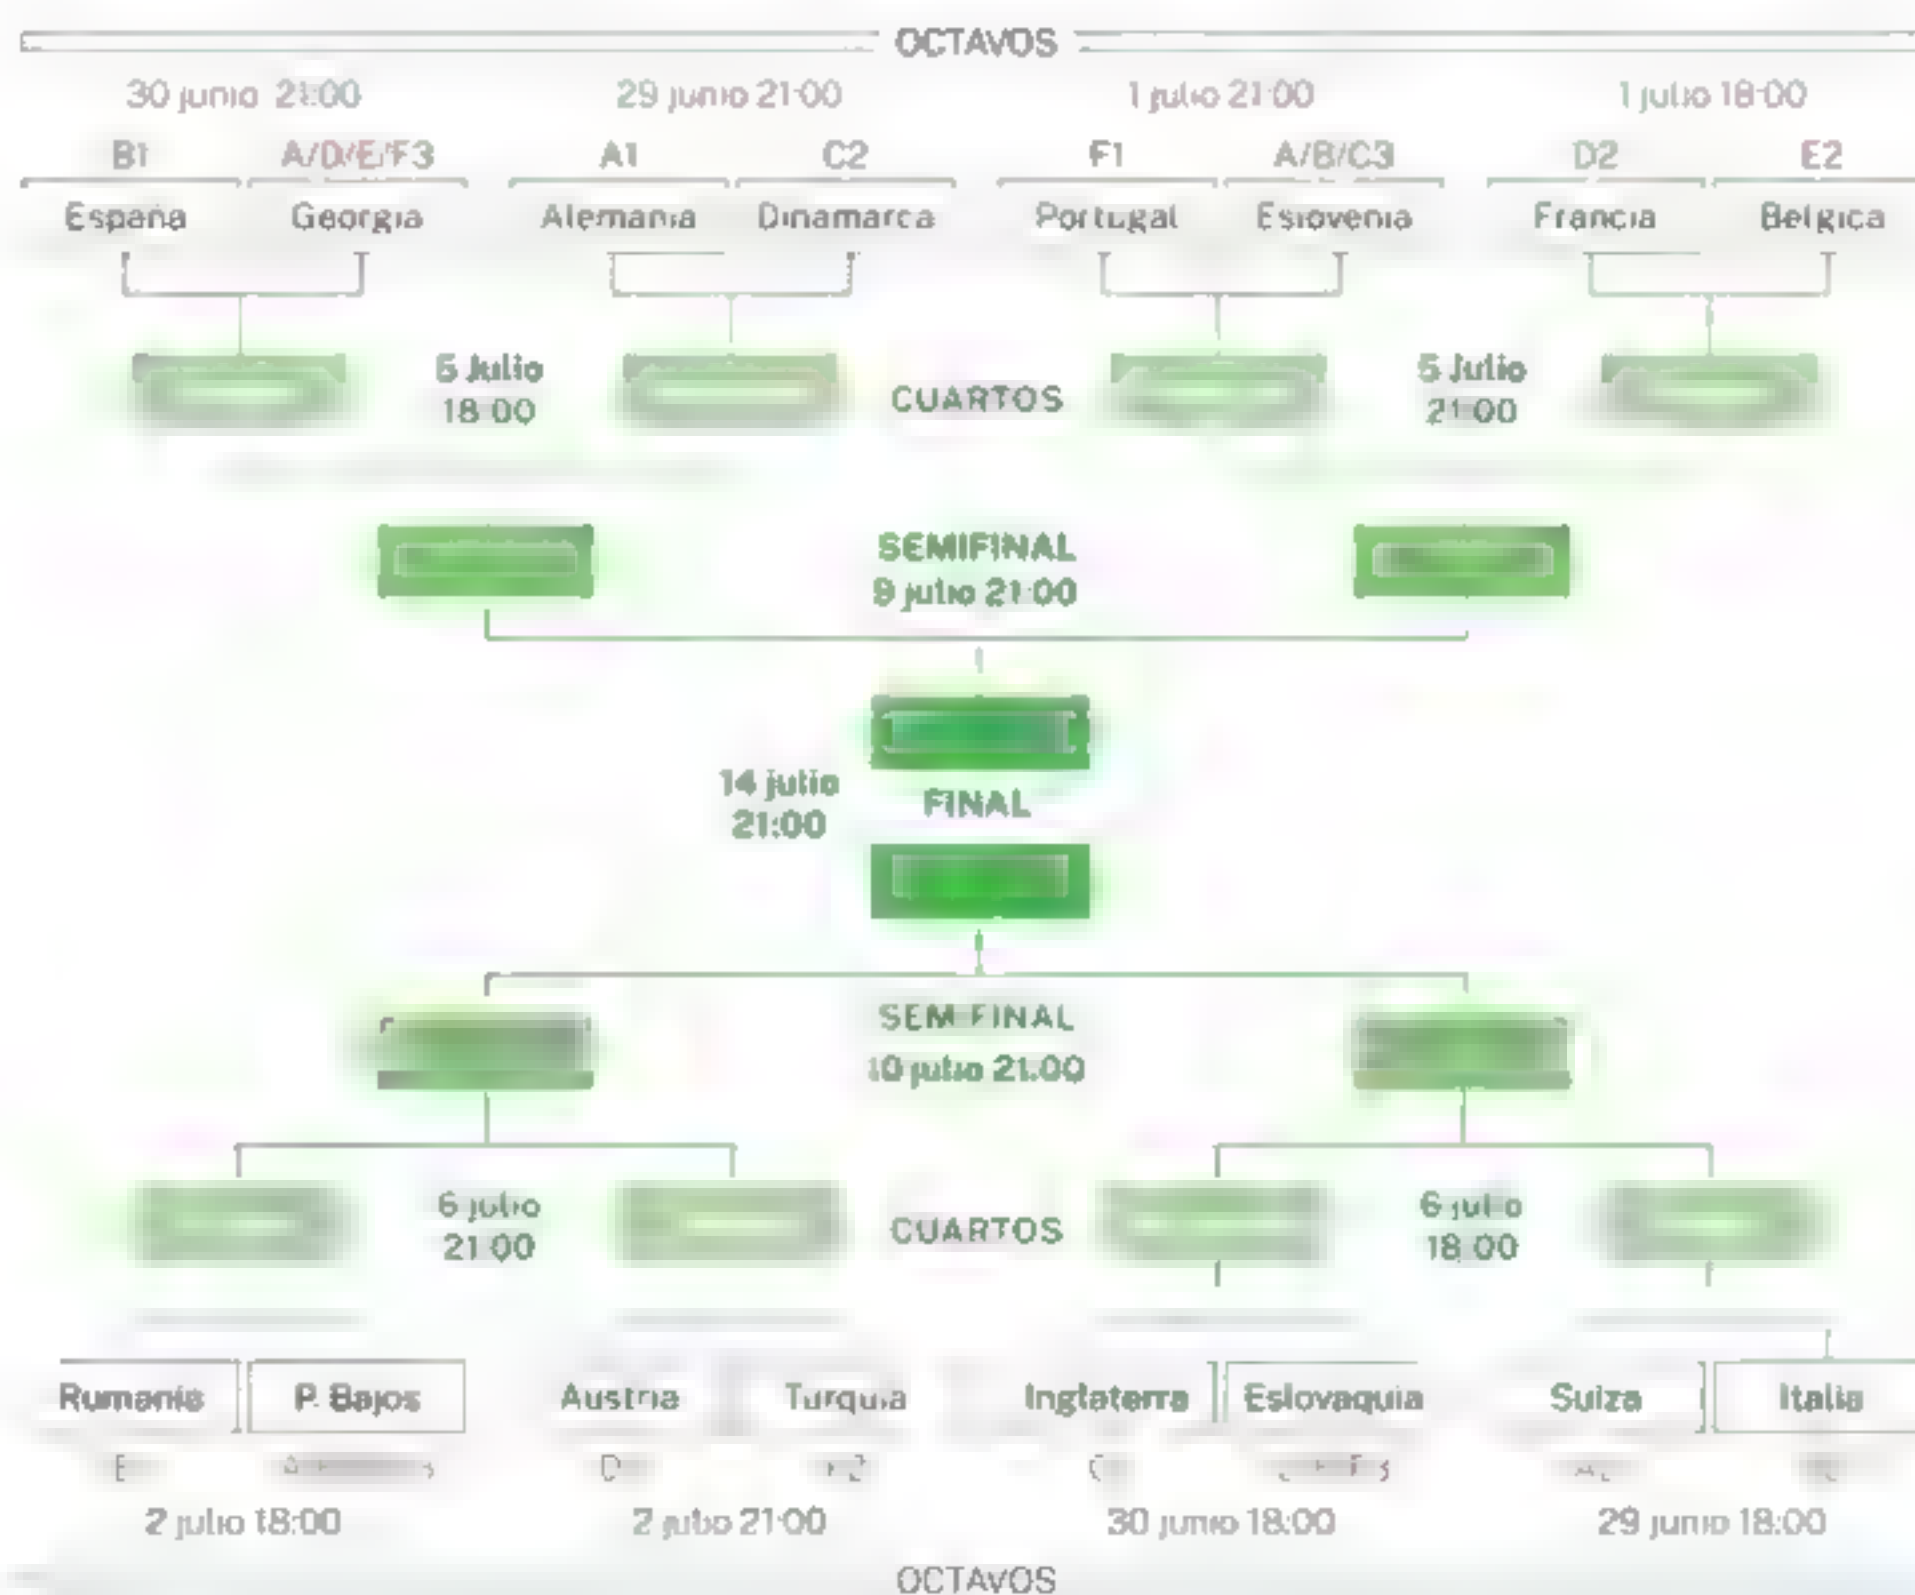 OCTAVOS
30 junio 21:00 29 junio 21:00 1 julio 21:00 1 julio 18:00
B1 A/D/E/F3 A1 C2 F1 A/B/C3 D2 E2
España Georgia Alemania Dinamarca Portugal Eslovenia Francia Belgica
5 Julio 5 Julio
18:00 CUARTOS 21:00
SEMIFINAL
9 julio 21:00
14 julio
21:00 FINAL
SEMIFINAL
10 julio 21:00
6 julio 6 julio
21:00 CUARTOS 18:00
Rumanía P. Bajos Austria Turquía Inglaterra Eslovaquia Suiza Italia
2 julio 18:00 2 julio 21:00 30 junio 18:00 29 junio 18:00
OCTAVOS